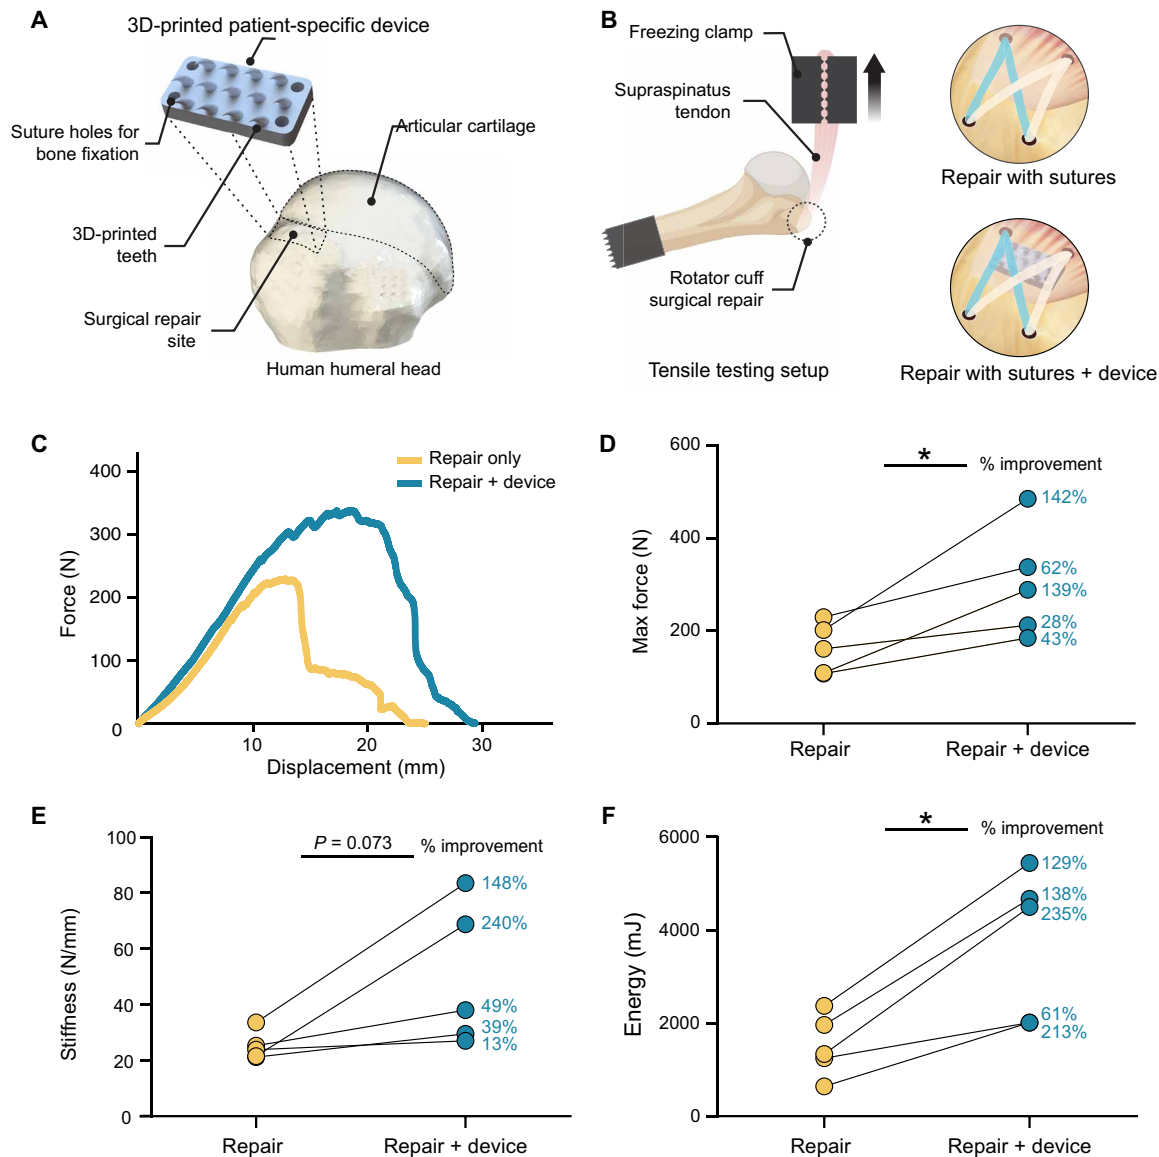 A
3D-printed patient-specific device
Suture holes for
bone fixation
Articular cartilage
3D-printed
teeth
Surgical repair
site
Human humeral head
B
Freezing clamp
Supraspinatus
tendon
Rotator cuff
surgical repair
Tensile testing setup
Repair with sutures
Repair with sutures + device
C
Repair only
Repair + device
400
300
200
100
0
10
20
30
Force (N)
Displacement (mm)
D
*
% improvement
600
400
200
0
Max force (N)
142%
62%
139%
28%
43%
Repair
Repair + device
E
P = 0.073
% improvement
100
80
60
40
20
0
Stiffness (N/mm)
148%
240%
49%
39%
13%
Repair
Repair + device
F
*
% improvement
6000
4000
2000
0
Energy (mJ)
129%
138%
235%
61%
213%
Repair
Repair + device